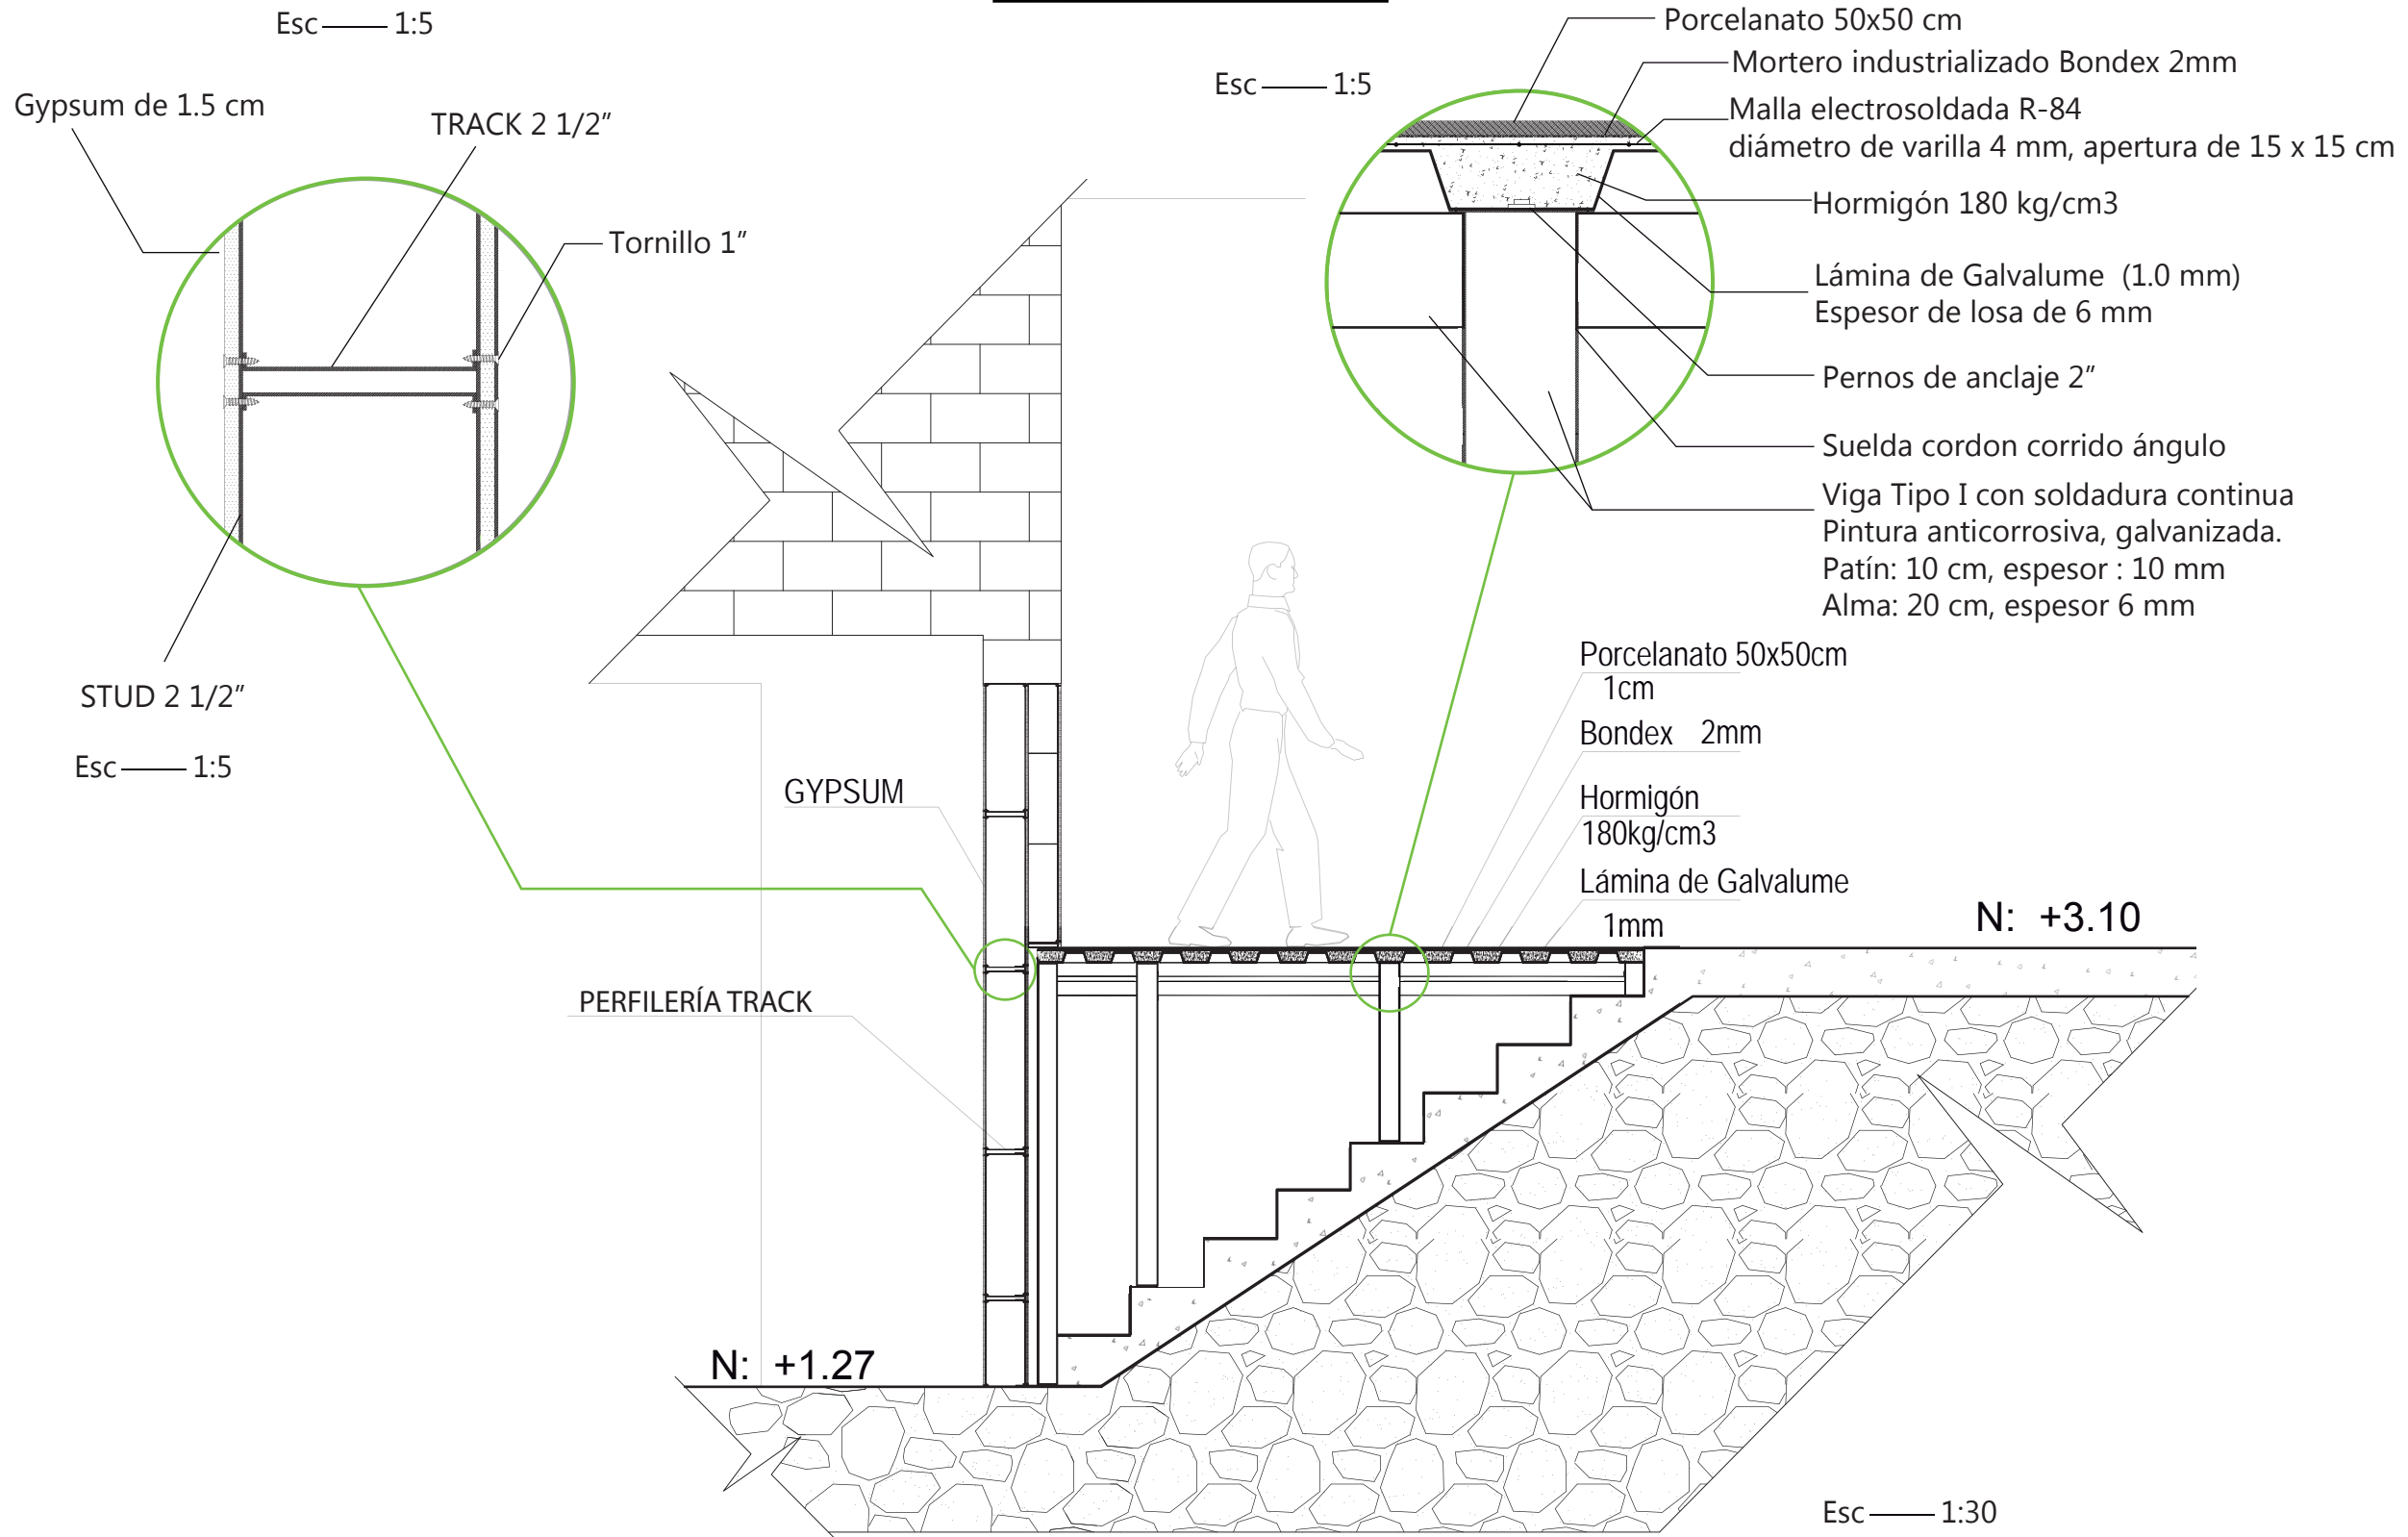 Esc 1:5
Gypsum de 1.5 cm
TRACK 2 1/2"
Tornillo 1"
STUD 2 1/2"
Esc 1:5
Esc 1:5
Porcelanato 50x50 cm
Mortero industrializado Bondex 2mm
Malla electrosoldada R-84
diámetro de varilla 4 mm, apertura de 15 x 15 cm
Hormigón 180 kg/cm3
Lámina de Galvalume (1.0 mm)
Espesor de losa de 6 mm
Pernos de anclaje 2"
Suelda cordon corrido ángulo
Viga Tipo I con soldadura continua
Pintura anticorrosiva, galvanizada.
Patín: 10 cm, espesor : 10 mm
Alma: 20 cm, espesor 6 mm
Porcelanato 50x50cm
1cm
Bondex 2mm
Hormigón
180kg/cm3
Lámina de Galvalume
1mm
GYPSUM
PERFILERÍA TRACK
N: +3.10
N: +1.27
Esc 1:30